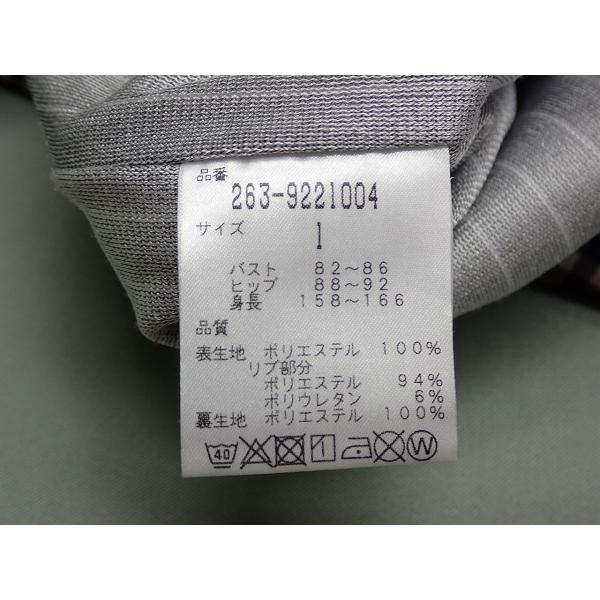 品番
263-9221004
サイズ
1
バスト 82～86
ヒップ 88～92
身長 158～166
品質
表生地 ポリエステル 100%
リブ部分
ポリエステル 94%
ポリウレタン 6%
裏生地 ポリエステル 100%
40 W